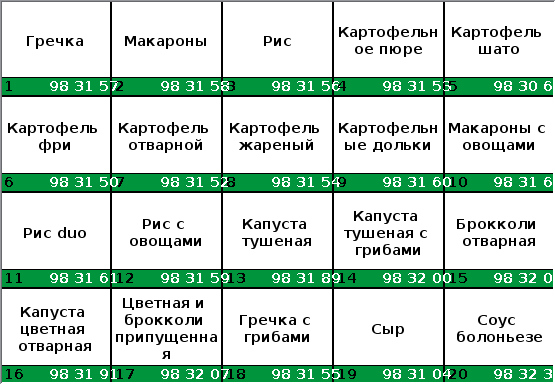 Гречка
1 98 31 57
Макароны
2 98 31 58
Рис
3 98 31 56
Картофельн
ое пюре
4 98 31 53
Картофель
шато
5 98 30 6
Картофель
фри
6 98 31 50
Картофель
отварной
7 98 31 52
Картофель
жареный
8 98 31 54
Картофельн
ые дольки
9 98 31 60
Макароны с
овощами
10 98 31 6
Рис duo
11 98 31 61
Рис с
овощами
12 98 31 59
Капуста
тушеная
13 98 31 89
Капуста
тушеная с
грибами
14 98 32 00
Брокколи
отварная
15 98 32 0
Капуста
цветная
отварная
16 98 31 91
Цветная и
брокколи
припущенна
я
17 98 32 07
Гречка с
грибами
18 98 31 55
Сыр
19 98 31 04
Соус
болоньезе
20 98 32 3